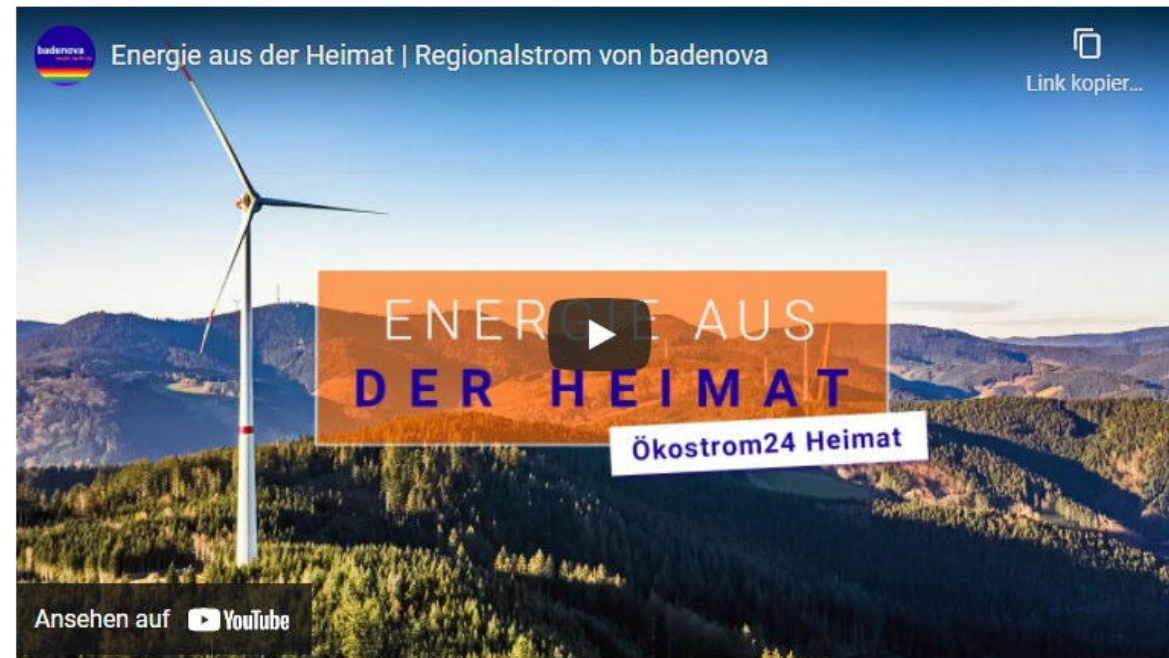 badenova
Energie aus der Heimat | Regionalstrom von badenova
Link kopier...
ENERGIE AUS
DER HEIMAT
Ökostrom24 Heimat
Ansehen auf YouTube